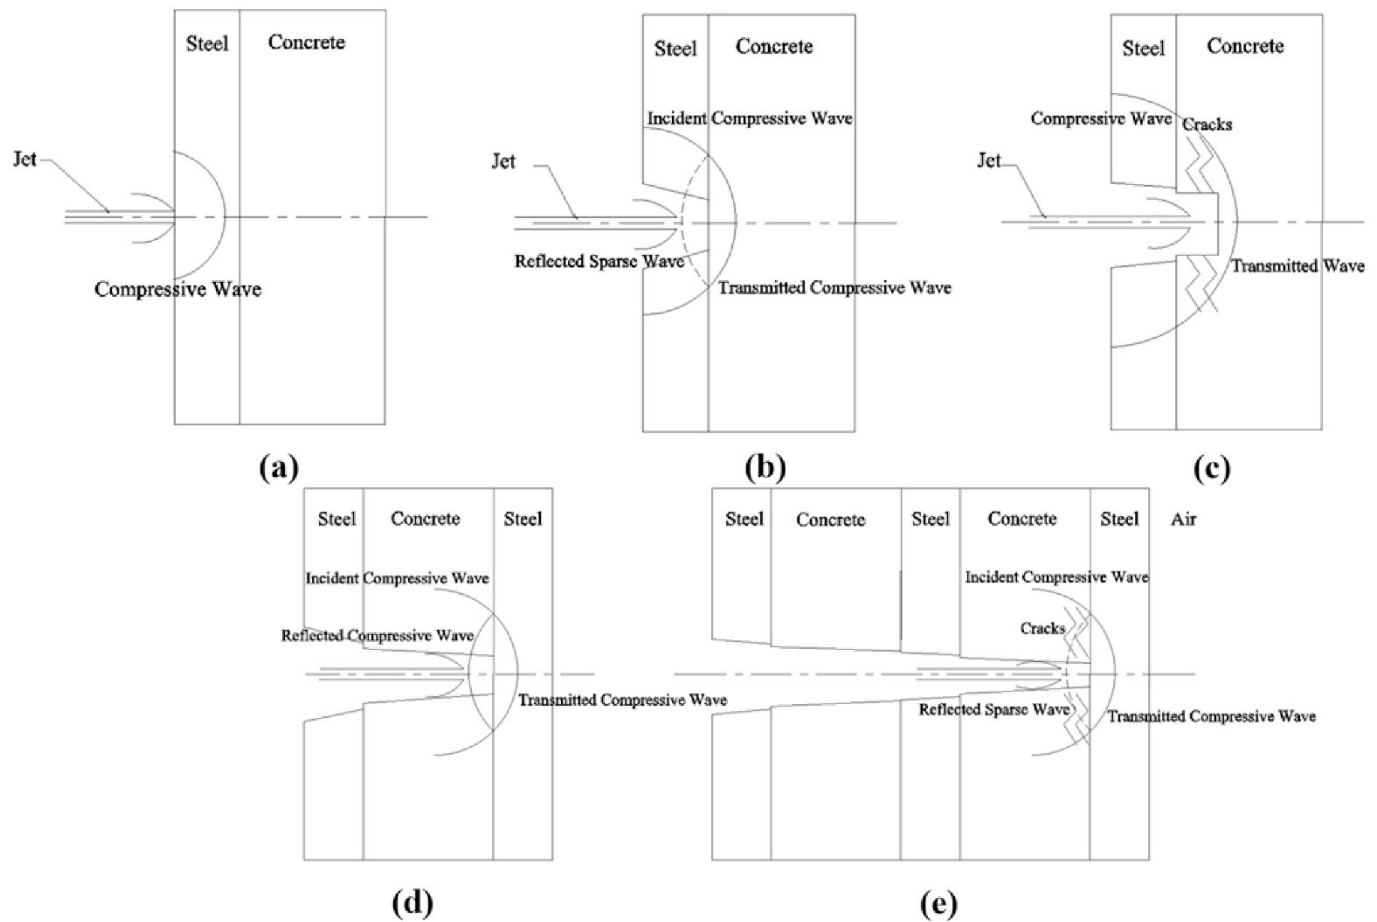 Steel
Concrete
Jet
Compressive Wave
(a)
Steel
Concrete
Incident Compressive Wave
Jet
Reflected Sparse Wave
Transmitted Compressive Wave
(b)
Steel
Concrete
Compressive Wave
Cracks
Jet
Transmitted Wave
(c)
Steel
Concrete
Steel
Incident Compressive Wave
Reflected Compressive Wave
Transmitted Compressive Wave
(d)
Steel
Concrete
Steel
Concrete
Steel
Air
Incident Compressive Wave
Cracks
Reflected Sparse Wave
Transmitted Compressive Wave
(e)